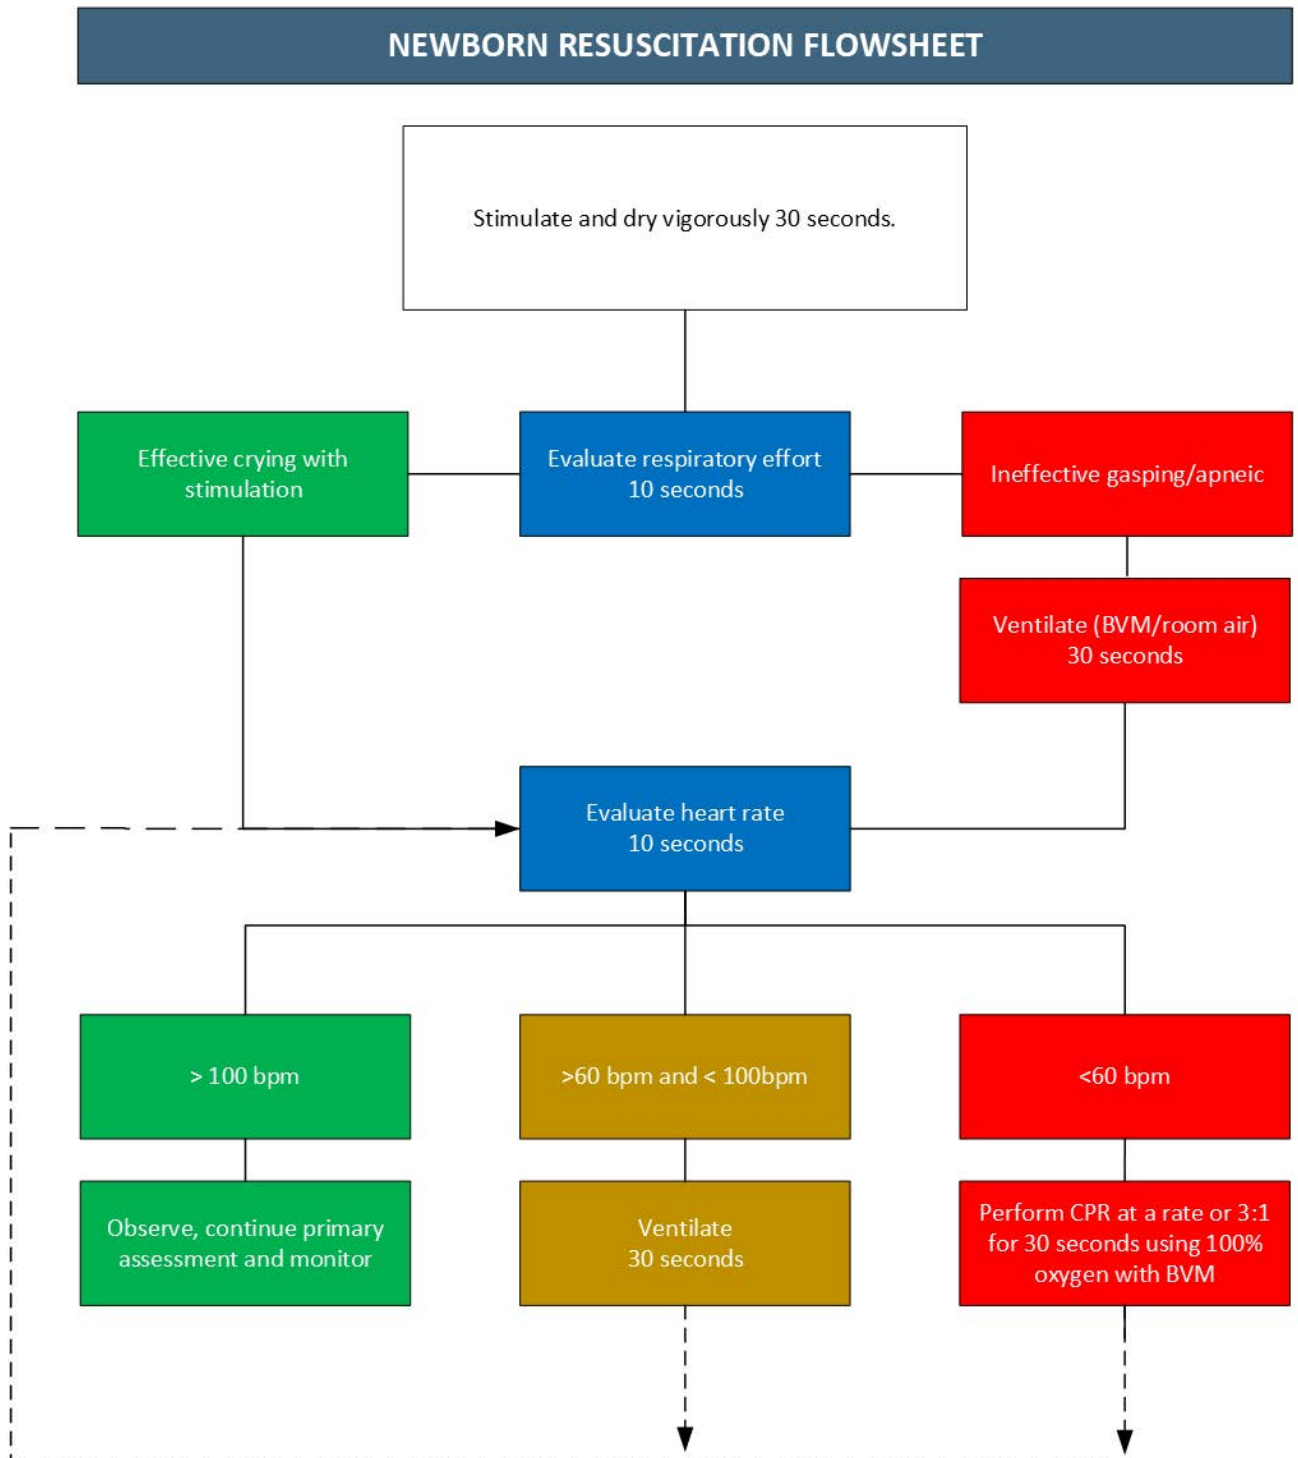 NEWBORN RESUSCITATION FLOWSHEET
Stimulate and dry vigorously 30 seconds.
Effective crying with
stimulation
Evaluate respiratory effort
10 seconds
Ineffective gasping/apneic
Ventilate (BVM/room air)
30 seconds
Evaluate heart rate
10 seconds
> 100 bpm
>60 bpm and < 100bpm
<60 bpm
Observe, continue primary
assessment and monitor
Ventilate
30 seconds
Perform CPR at a rate or 3:1
for 30 seconds using 100%
oxygen with BVM